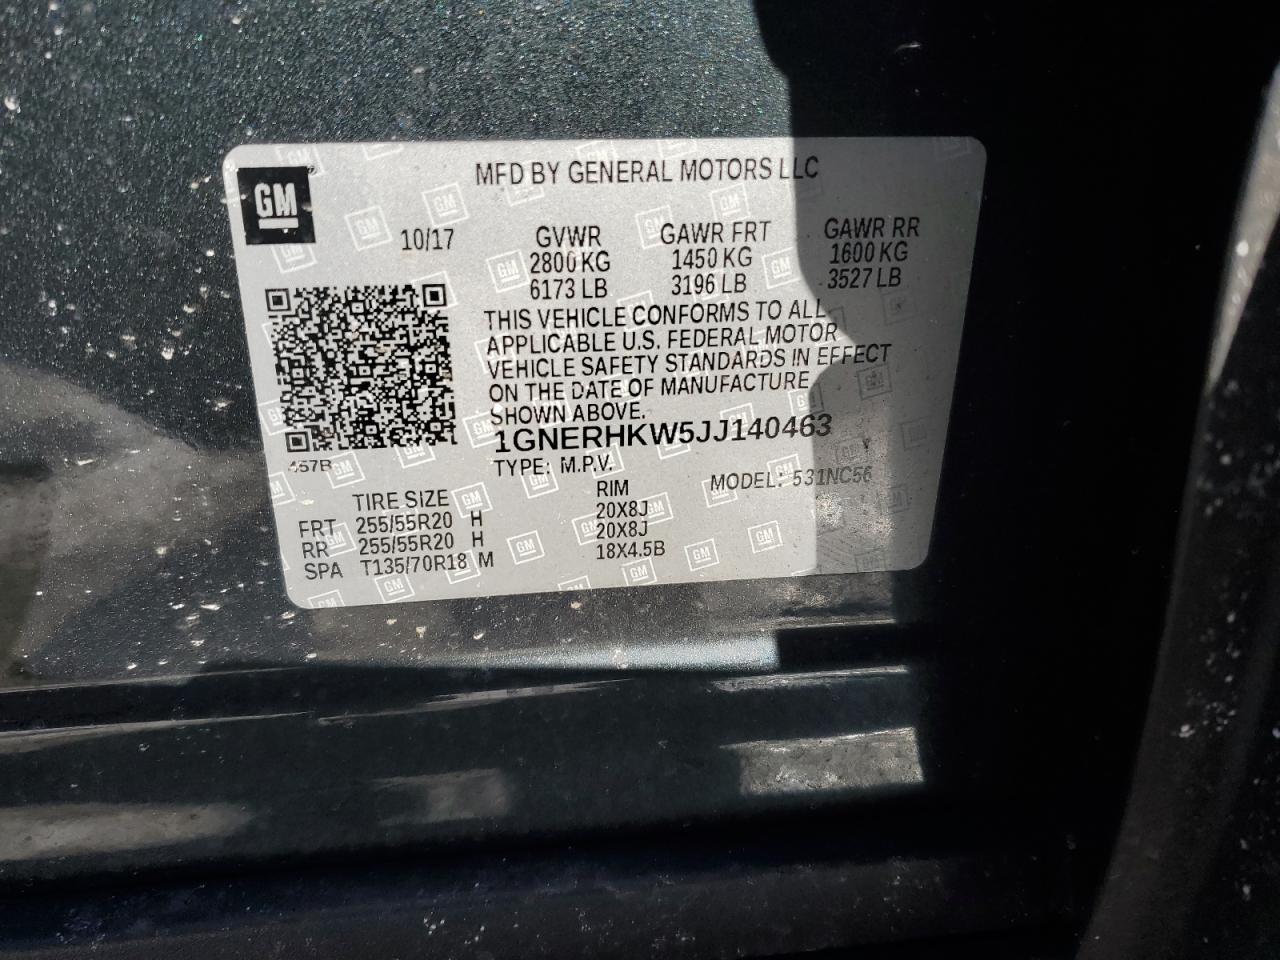 MFD BY GENERAL MOTORS LLC
GM
10/17
GVWR GAWR FRT GAWR RR
2800 KG 1450 KG 1600 KG
6173 LB 3196 LB 3527 LB
THIS VEHICLE CONFORMS TO ALL
APPLICABLE U.S. FEDERAL MOTOR
VEHICLE SAFETY STANDARDS IN EFFECT
ON THE DATE OF MANUFACTURE
SHOWN ABOVE.
1GNERHKW5JJ140463
457B
TYPE: M.P.V. MODEL: 531NC56
TIRE SIZE RIM
FRT 255/55R20 H 20X8J
RR 255/55R20 H 20X8J
SPA T135/70R18 M 18X4.5B